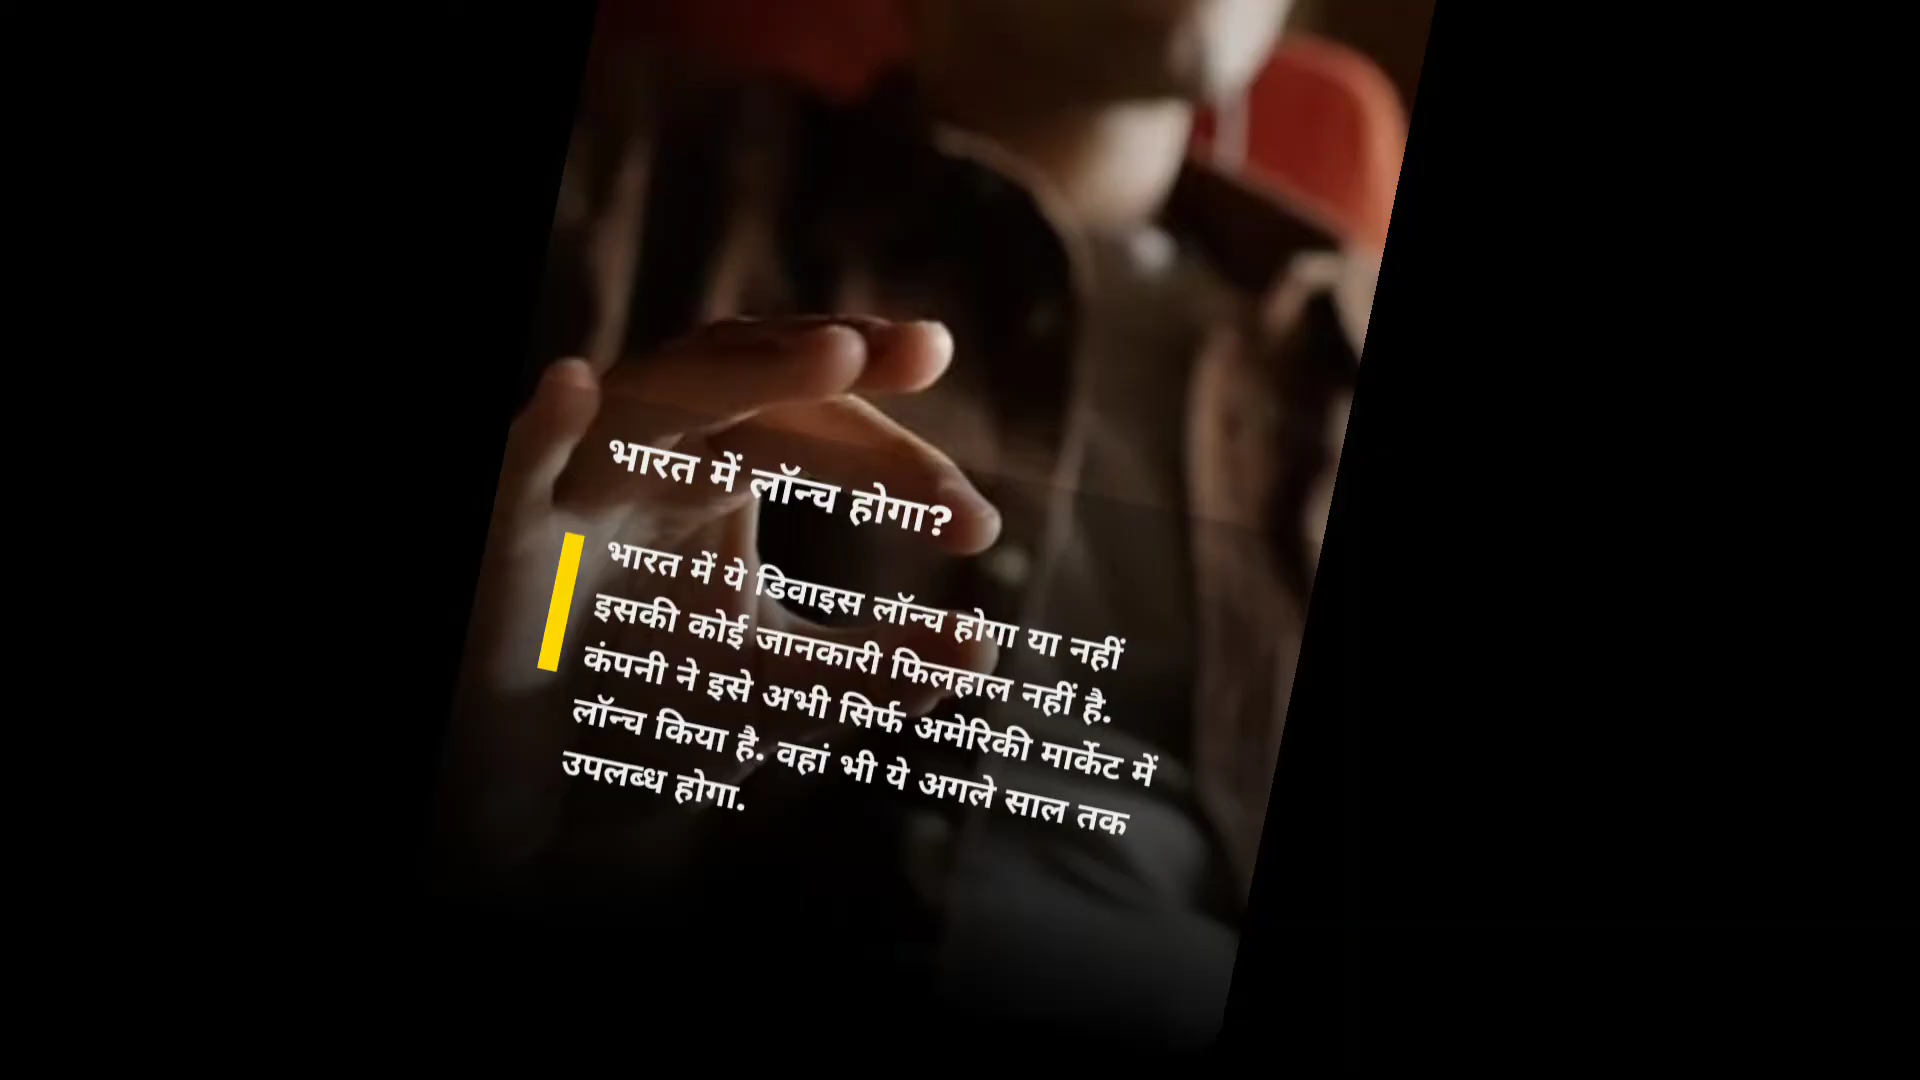 भारत में लॉन्च होगा?
भारत में ये डिवाइस लॉन्च होगा या नहीं
इसकी कोई जानकारी फिलहाल नहीं है.
कंपनी ने इसे अभी सिर्फ अमेरिकी मार्केट में
लॉन्च किया है. वहां भी ये अगले साल तक
उपलब्ध होगा.